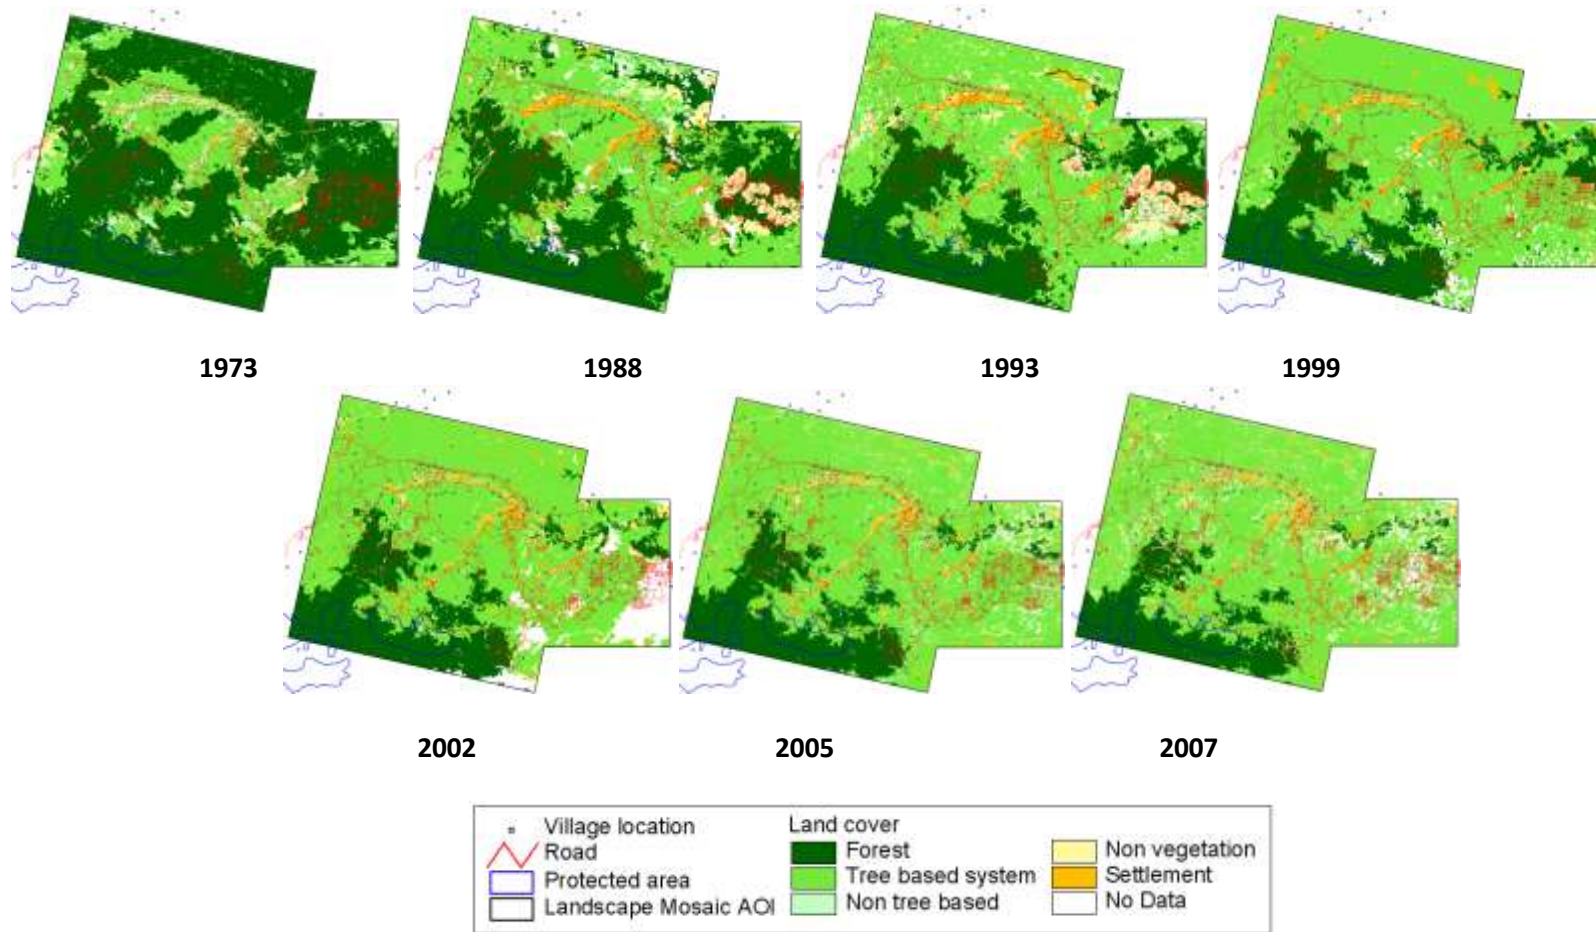 1973
1988
1993
1999
2002
2005
2007
Village location
Road
Protected area
Landscape Mosaic AOI
Land cover
Forest
Tree based system
Non tree based
Non vegetation
Settlement
No Data